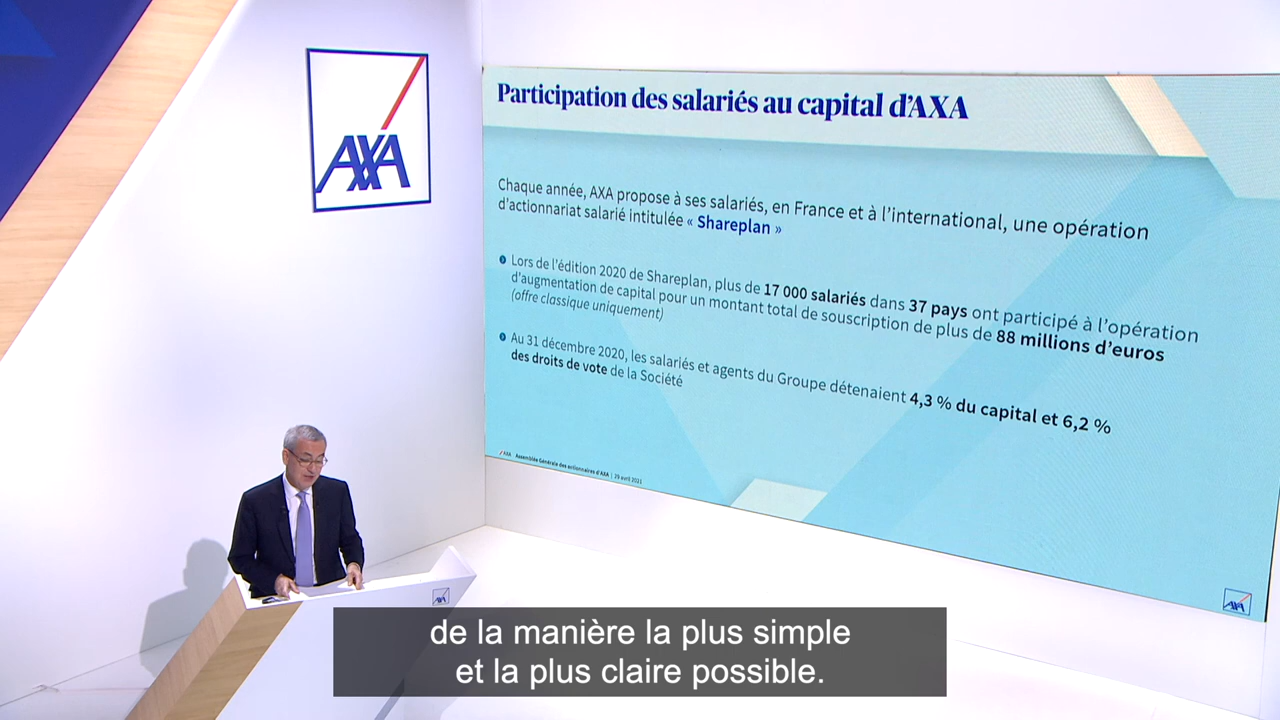 AXA
Participation des salariés au capital d'AXA
Chaque année, AXA propose à ses salariés, en France et à l'international, une opération
d'actionnariat salarié intitulée « Shareplan »
Lors de l'édition 2020 de Shareplan, plus de 17 000 salariés dans 37 pays ont participé à l'opération
d'augmentation de capital pour un montant total de souscription de plus de 88 millions d'euros
(offre classique uniquement)
Au 31 décembre 2020, les salariés et agents du Groupe détenaient 4,3 % du capital et 6,2 %
des droits de vote de la Société
AXA Assemblée Générale des actionnaires d'AXA | 29 avril 2021
AXA
AXA
de la manière la plus simple
et la plus claire possible.